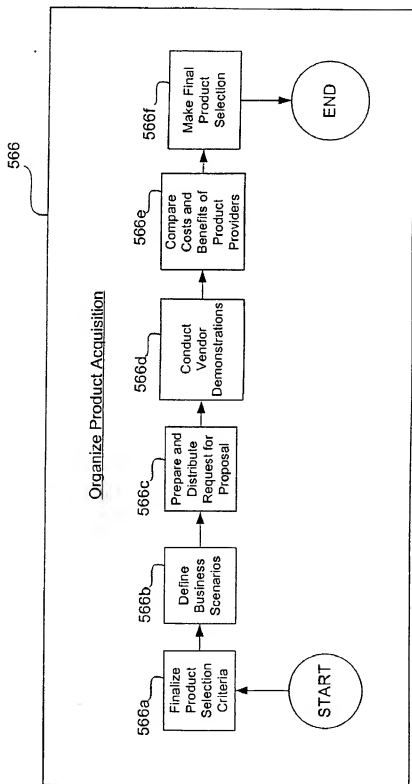 566
Organize Product Acquisition
START
566a
Finalize
Product
Selection
Criteria
566b
Define
Business
Scenarios
566c
Prepare and
Distribute
Request for
Proposal
566d
Conduct
Vendor
Demonstrations
566e
Compare
Costs and
Benefits of
Product
Providers
566f
Make Final
Product
Selection
END